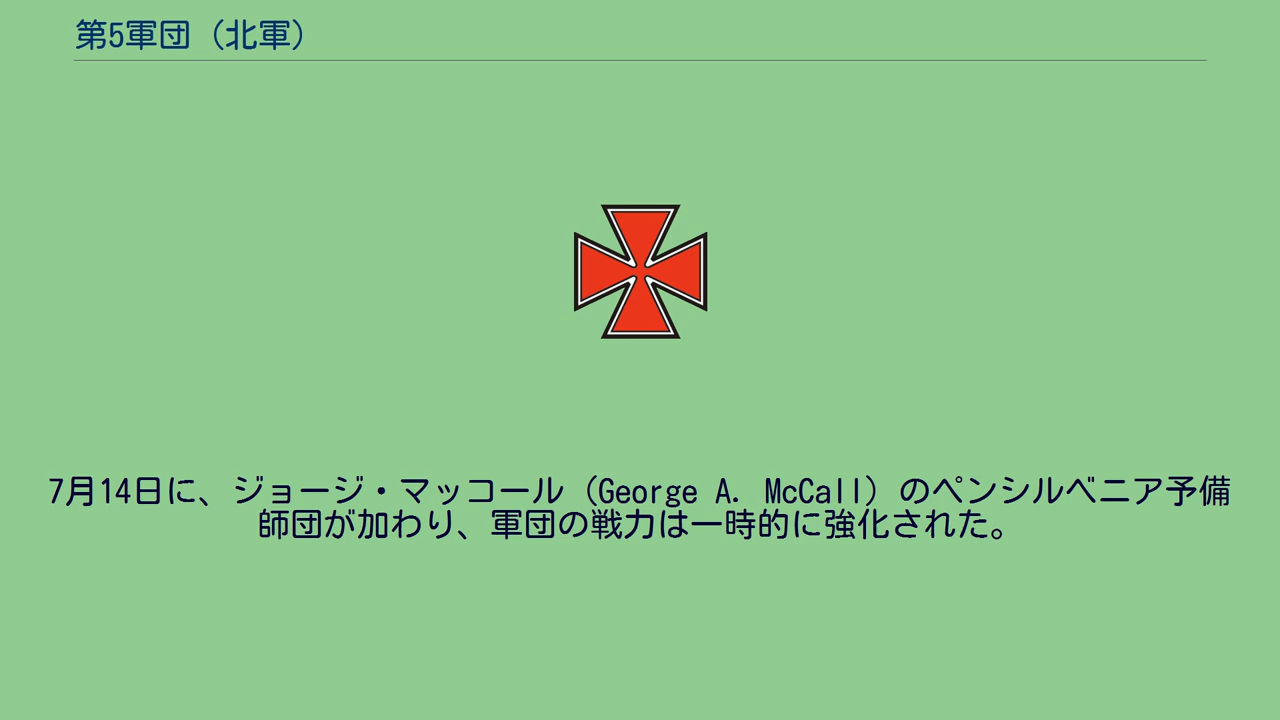 第5軍団（北軍）
7月14日に、ジョージ・マッコール（George A. McCall）のペンシルベニア予備
師団が加わり、軍団の戦力は一時的に強化された。